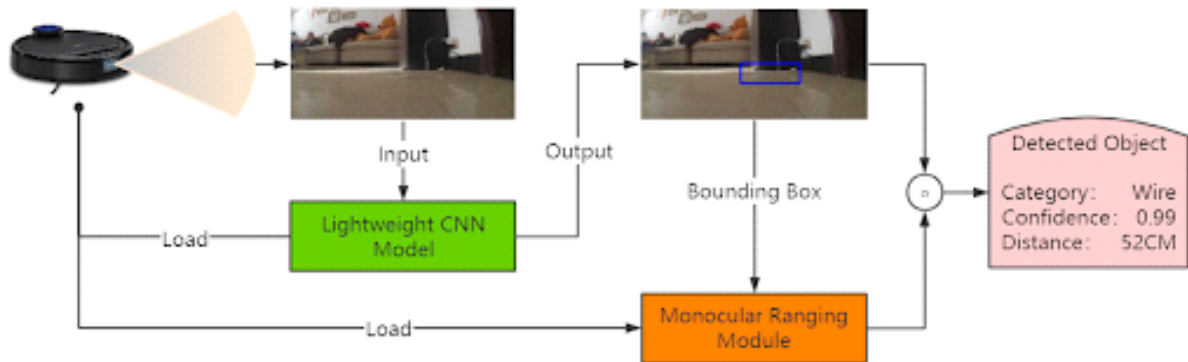 Input
Output
Load
Lightweight CNN
Model
Bounding Box
Load
Monocular Ranging
Module
Detected Object
Category: Wire
Confidence: 0.99
Distance: 52CM